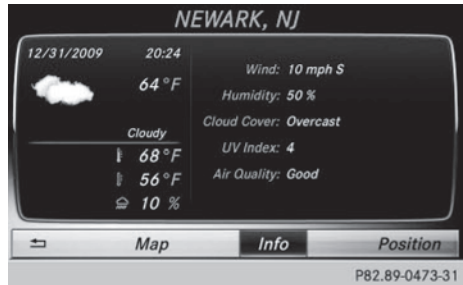 NEWARK, NJ
12/31/2009 20:24
64°F
Cloudy
68°F
56°F
10 %
Wind: 10 mph S
Humidity: 50 %
Cloud Cover: Overcast
UV Index: 4
Air Quality: Good
Map Info Position
P82.89-0473-31